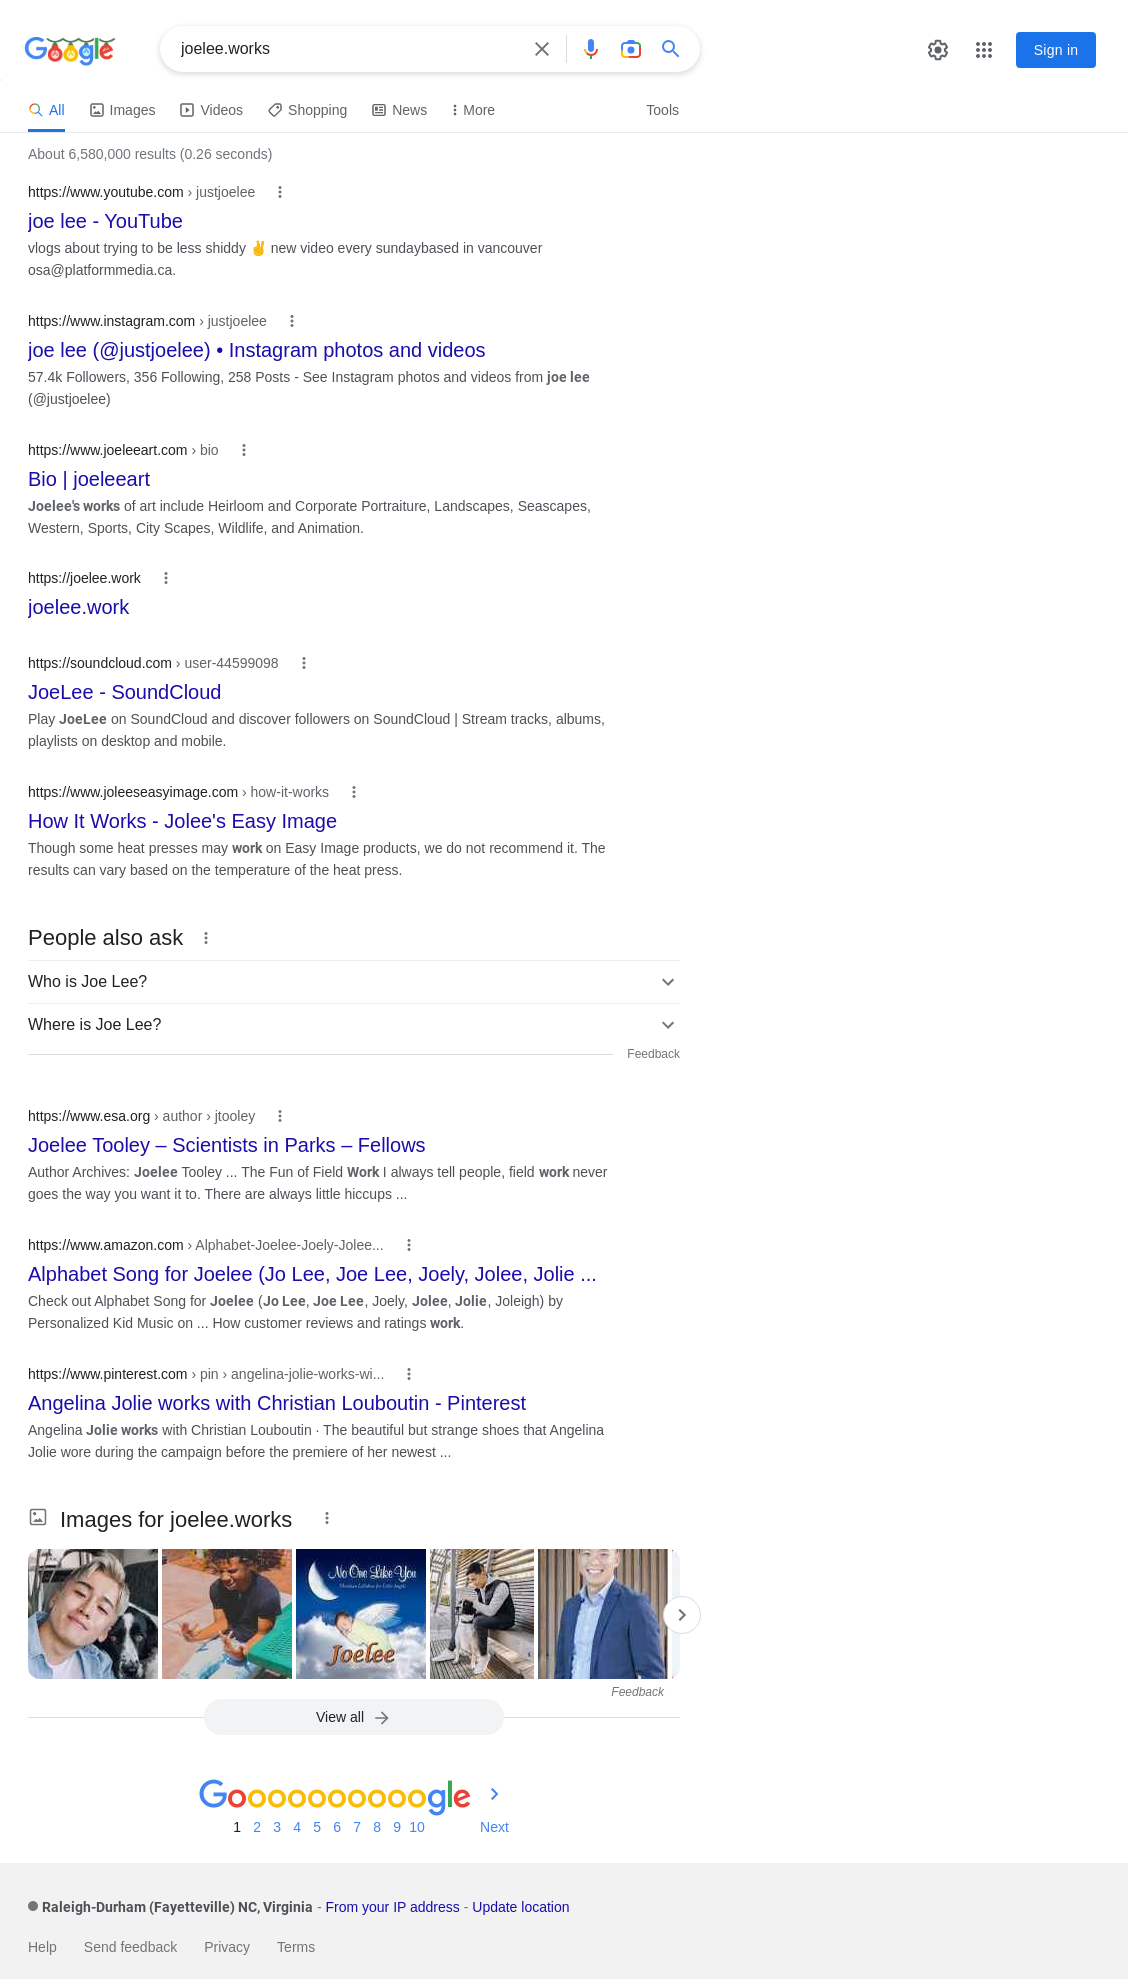 Google
joelee.works
Sign in
All
Images
Videos
Shopping
News
More
Tools
About 6,580,000 results (0.26 seconds)
https://www.youtube.com › justjoelee
joe lee - YouTube
vlogs about trying to be less shiddy ✌️ new video every sundaybased in vancouver
osa@platformmedia.ca.
https://www.instagram.com › justjoelee
joe lee (@justjoelee) • Instagram photos and videos
57.4k Followers, 356 Following, 258 Posts - See Instagram photos and videos from joe lee
(@justjoelee)
https://www.joeleeart.com › bio
Bio | joeleeart
Joelee's works of art include Heirloom and Corporate Portraiture, Landscapes, Seascapes,
Western, Sports, City Scapes, Wildlife, and Animation.
https://joelee.work
joelee.work
https://soundcloud.com › user-44599098
JoeLee - SoundCloud
Play JoeLee on SoundCloud and discover followers on SoundCloud | Stream tracks, albums,
playlists on desktop and mobile.
https://www.joleeseasyimage.com › how-it-works
How It Works - Jolee's Easy Image
Though some heat presses may work on Easy Image products, we do not recommend it. The
results can vary based on the temperature of the heat press.
People also ask
Who is Joe Lee?
Where is Joe Lee?
Feedback
https://www.esa.org › author › jtooley
Joelee Tooley – Scientists in Parks – Fellows
Author Archives: Joelee Tooley ... The Fun of Field Work I always tell people, field work never
goes the way you want it to. There are always little hiccups ...
https://www.amazon.com › Alphabet-Joelee-Joely-Jolee...
Alphabet Song for Joelee (Jo Lee, Joe Lee, Joely, Jolee, Jolie ...
Check out Alphabet Song for Joelee (Jo Lee, Joe Lee, Joely, Jolee, Jolie, Joleigh) by
Personalized Kid Music on ... How customer reviews and ratings work.
https://www.pinterest.com › pin › angelina-jolie-works-wi...
Angelina Jolie works with Christian Louboutin - Pinterest
Angelina Jolie works with Christian Louboutin · The beautiful but strange shoes that Angelina
Jolie wore during the campaign before the premiere of her newest ...
Images for joelee.works
No One Like You
Christian Lullabies for Little Angels
Joelee
Feedback
View all
Goooooooooogle
1 2 3 4 5 6 7 8 9 10 Next
Raleigh-Durham (Fayetteville) NC, Virginia - From your IP address - Update location
Help
Send feedback
Privacy
Terms